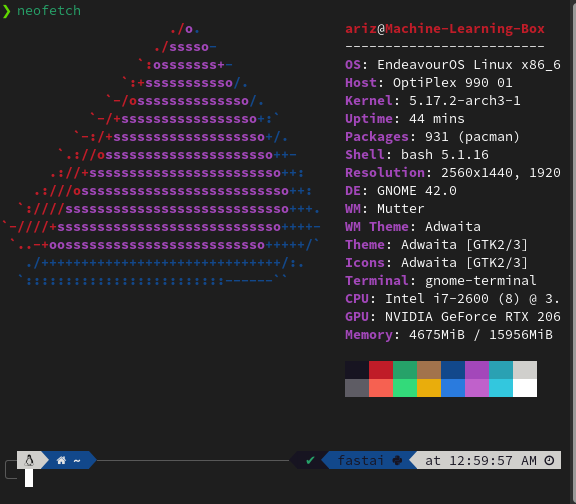 ❯ neofetch
./o.
./sssso-
`:osssssss+-
`:+sssssssssso/.
`-/ossssssssssssso/.
`-/+sssssssssssssssso+:`
`-:/+sssssssssssssssssso+/.
`.://osssssssssssssssssssso++-
.://+ssssssssssssssssssssssso++:
.:///ossssssssssssssssssssssssso++:
`:////ssssssssssssssssssssssssssso+++.
`-////+ssssssssssssssssssssssssssso++++-
`..-+oosssssssssssssssssssssssso+++++/`
./++++++++++++++++++++++++++++++/:.
`:::::::::::::::::::::::::------``
ariz@Machine-Learning-Box
-------------------------
OS: EndeavourOS Linux x86_6
Host: OptiPlex 990 01
Kernel: 5.17.2-arch3-1
Uptime: 44 mins
Packages: 931 (pacman)
Shell: bash 5.1.16
Resolution: 2560x1440, 1920
DE: GNOME 42.0
WM: Mutter
WM Theme: Adwaita
Theme: Adwaita [GTK2/3]
Icons: Adwaita [GTK2/3]
Terminal: gnome-terminal
CPU: Intel i7-2600 (8) @ 3.
GPU: NVIDIA GeForce RTX 206
Memory: 4675MiB / 15956MiB
~ ✔ fastai at 12:59:57 AM